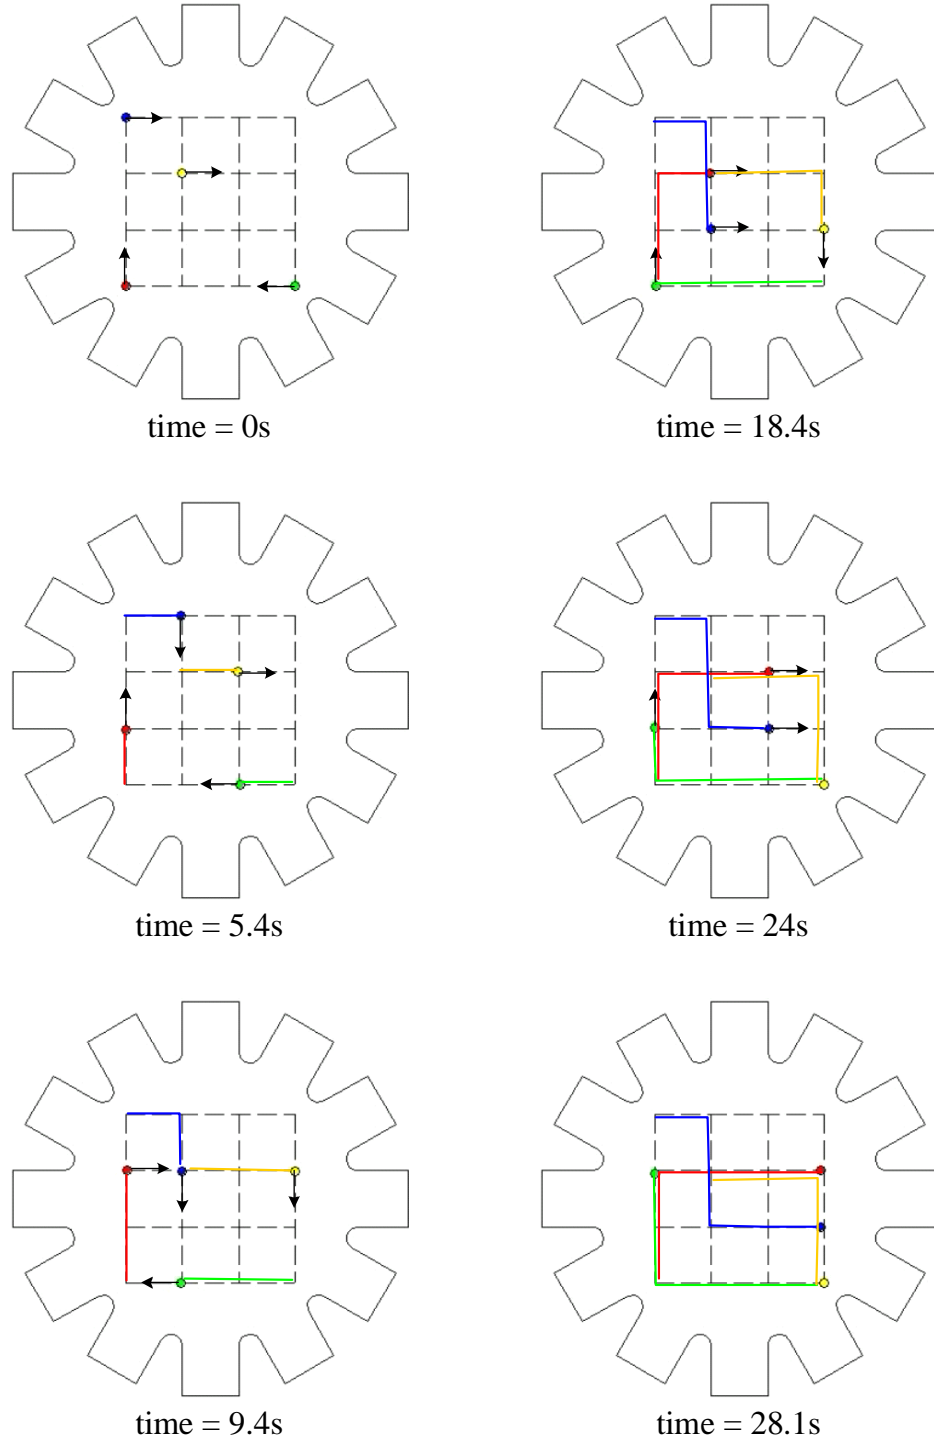 time = 0s
time = 18.4s
time = 5.4s
time = 24s
time = 9.4s
time = 28.1s